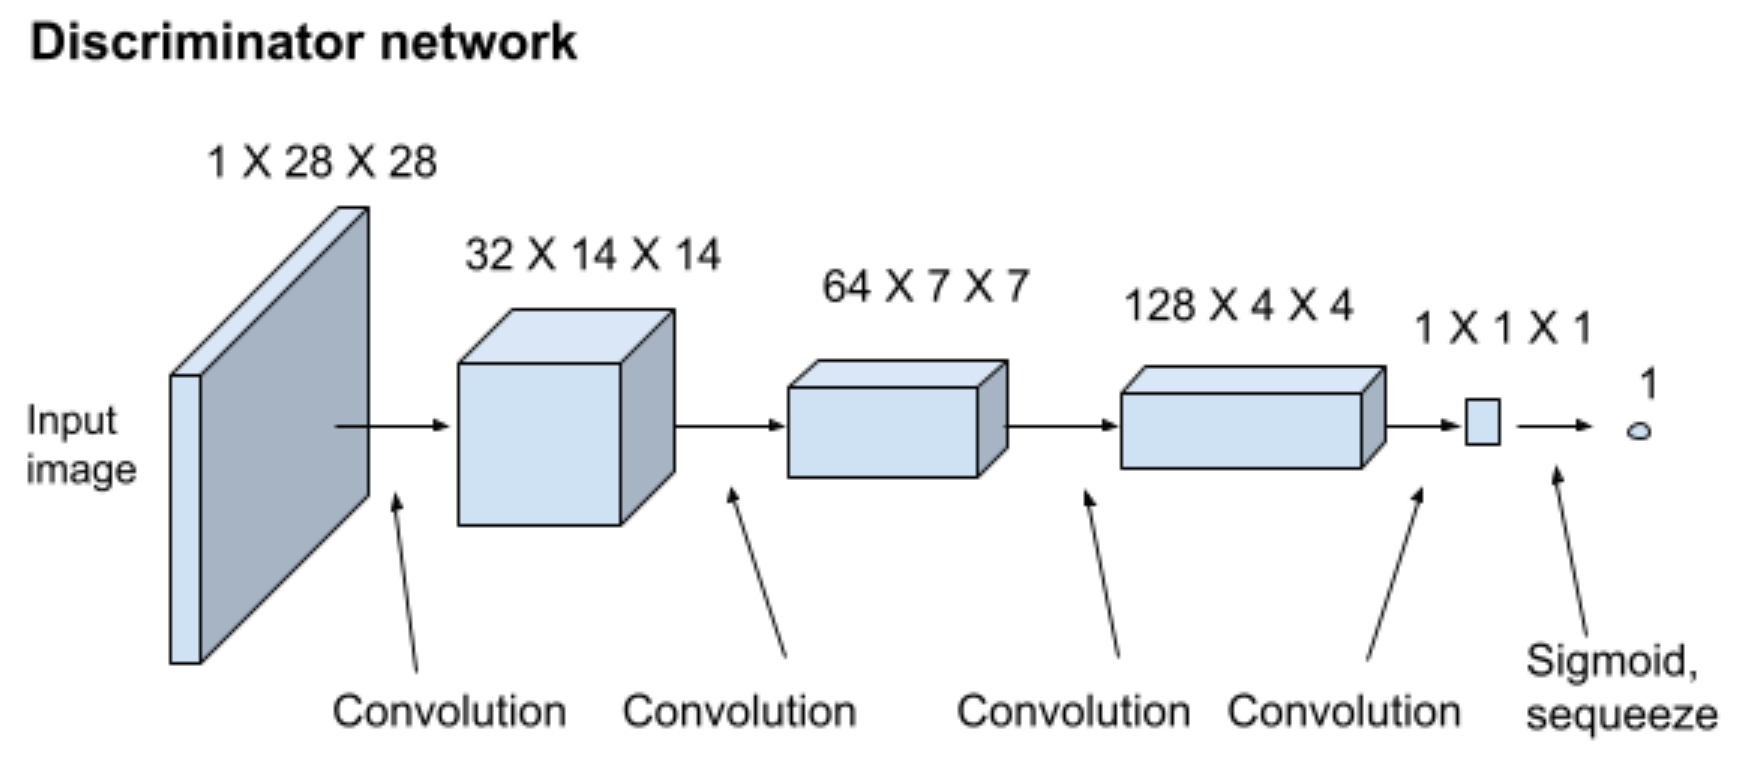 Discriminator network
1 X 28 X 28
32 X 14 X 14
64 X 7 X 7
128 X 4 X 4
1 X 1 X 1
1
Input
image
Convolution
Convolution
Convolution
Convolution
Sigmoid,
sequeeze